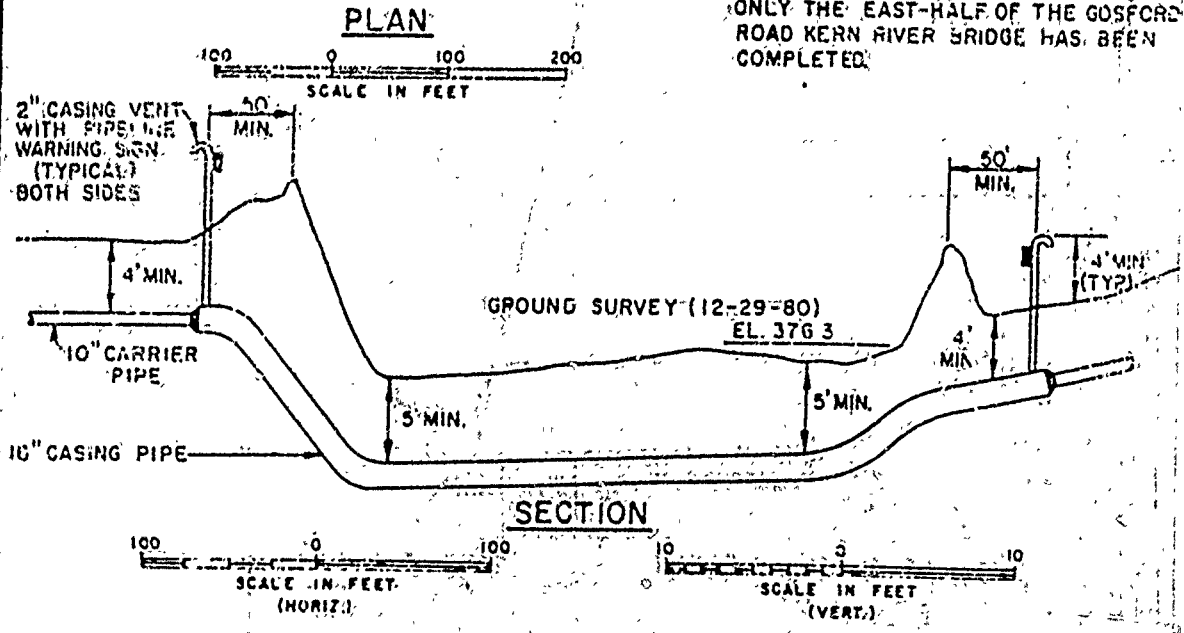 PLAN
ONLY THE EAST-HALF OF THE GOSFORD
ROAD KERN RIVER BRIDGE HAS BEEN
COMPLETED.
100 0 100 200
SCALE IN FEET
2" CASING VENT
WITH PIPELINE
WARNING SIGN
(TYPICAL)
BOTH SIDES
50'
MIN.
50'
MIN.
4' MIN.
4' MIN
(TYP).
GROUND SURVEY (12-29-80)
EL. 376 3
4'
MIN
10" CARRIER
PIPE
5' MIN.
5' MIN.
16" CASING PIPE
SECTION
100 0 100
SCALE IN FEET
(HORIZ.)
10 0 10
SCALE IN FEET
(VERT.)